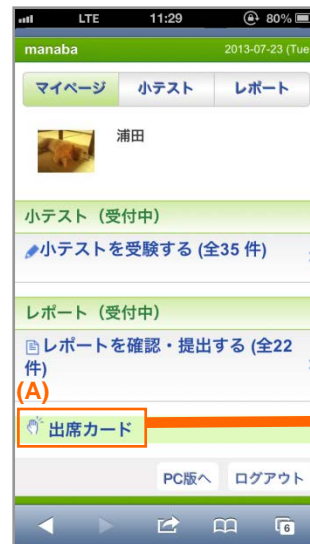 LTE 11:29 80%
manaba 2013-07-23 (Tue
マイページ 小テスト レポート
浦田
小テスト（受付中）
小テストを受験する (全35 件)
レポート（受付中）
レポートを確認・提出する (全22
件)
(A)
出席カード
PC版へ ログアウト
6